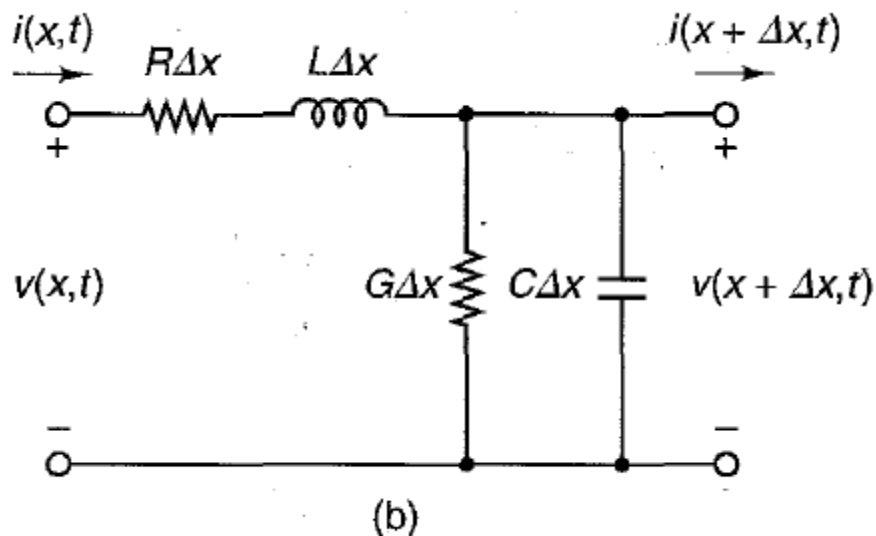 i(x,t) i(x + Δx,t)
RΔx LΔx
+ +
v(x,t) GΔx CΔx v(x + Δx,t)
− −
(b)